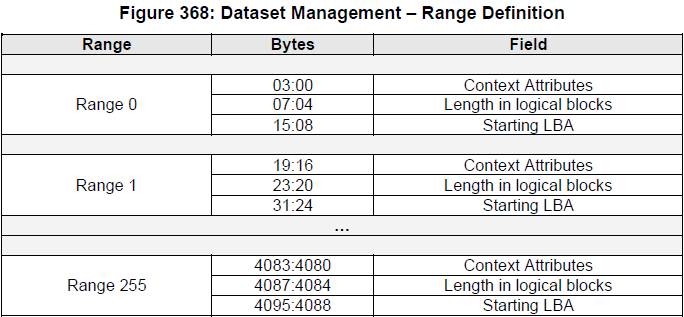 Figure 368: Dataset Management – Range Definition
Range Bytes Field
Range 0
03:00 Context Attributes
07:04 Length in logical blocks
15:08 Starting LBA
Range 1
19:16 Context Attributes
23:20 Length in logical blocks
31:24 Starting LBA
…
Range 255
4083:4080 Context Attributes
4087:4084 Length in logical blocks
4095:4088 Starting LBA